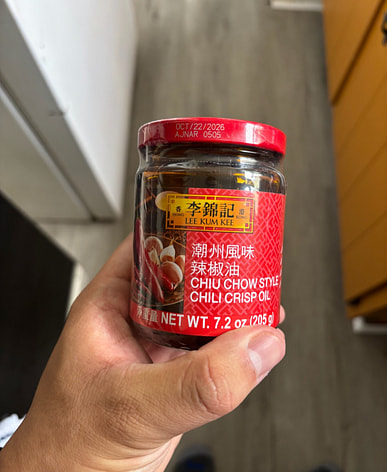 OCT/22/2026
AJNAR 0505
李錦記
LEE KUM KEE
潮州風味
辣椒油
CHIU CHOW STYLE
CHILI CRISP OIL
NET WT. 7.2 oz (205 g)